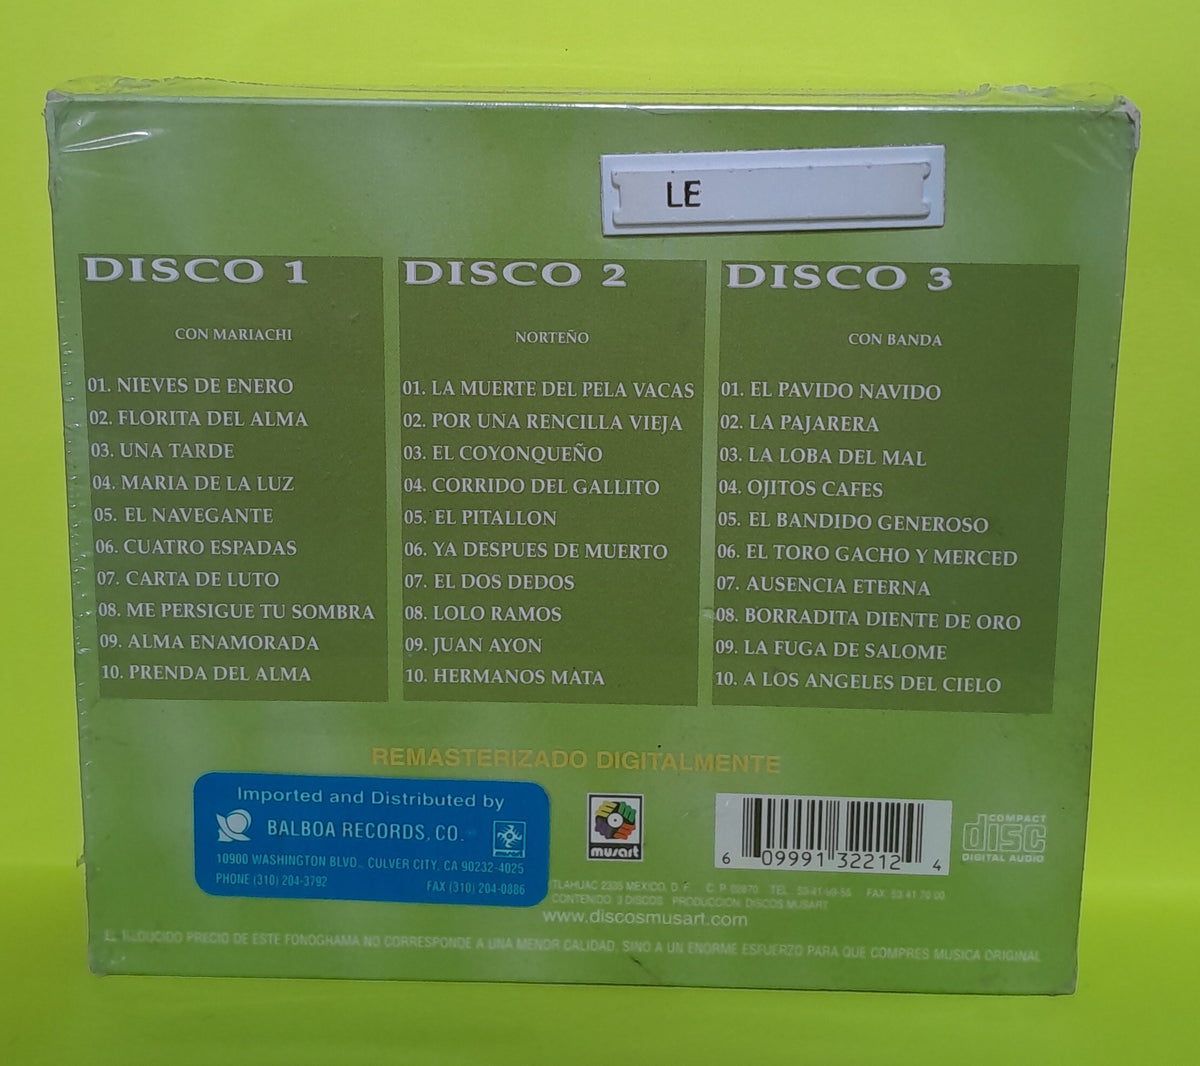 LE
DISCO 1
CON MARIACHI
01. NIEVES DE ENERO
02. FLORITA DEL ALMA
03. UNA TARDE
04. MARIA DE LA LUZ
05. EL NAVEGANTE
06. CUATRO ESPADAS
07. CARTA DE LUTO
08. ME PERSIGUE TU SOMBRA
09. ALMA ENAMORADA
10. PRENDA DEL ALMA
DISCO 2
NORTEÑO
01. LA MUERTE DEL PELA VACAS
02. POR UNA RENCILLA VIEJA
03. EL COYONQUEÑO
04. CORRIDO DEL GALLITO
05. EL PITALLON
06. YA DESPUES DE MUERTO
07. EL DOS DEDOS
08. LOLO RAMOS
09. JUAN AYON
10. HERMANOS MATA
DISCO 3
CON BANDA
01. EL PAVIDO NAVIDO
02. LA PAJARERA
03. LA LOBA DEL MAL
04. OJITOS CAFES
05. EL BANDIDO GENEROSO
06. EL TORO GACHO Y MERCED
07. AUSENCIA ETERNA
08. BORRADITA DIENTE DE ORO
09. LA FUGA DE SALOME
10. A LOS ANGELES DEL CIELO
REMASTERIZADO DIGITALMENTE
Imported and Distributed by
BALBOA RECORDS, CO.
musart
10900 WASHINGTON BLVD., CULVER CITY, CA 90232-4025
PHONE (310) 204-3792 FAX (310) 204-0886
musart
6 09991 32212 4
COMPACT
disc
DIGITAL AUDIO
TLAHUAC 2335 MEXICO, D. F. C. P. TEL. FAX.
CONTENIDO: 3 DISCOS PRODUCCION: DISCOS MUSART
www.discosmusart.com
EL REDUCIDO PRECIO DE ESTE FONOGRAMA NO CORRESPONDE A UNA MENOR CALIDAD, SINO A UN ENORME ESFUERZO PARA QUE COMPRES MUSICA ORIGINAL